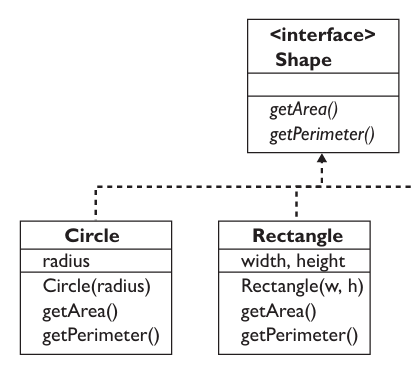 <interface>
Shape
getArea()
getPerimeter()
Circle
radius
Circle(radius)
getArea()
getPerimeter()
Rectangle
width, height
Rectangle(w, h)
getArea()
getPerimeter()